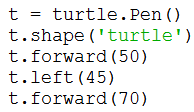 t = turtle.Pen()
t.shape('turtle')
t.forward(50)
t.left(45)
t.forward(70)